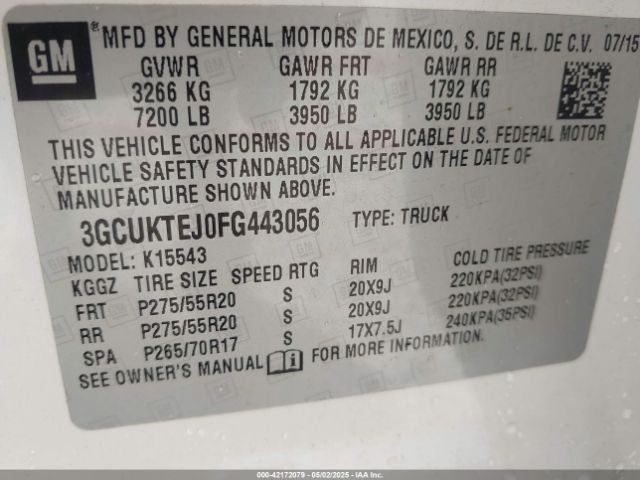 GM ® MFD BY GENERAL MOTORS DE MEXICO, S. DE R.L. DE C.V. 07/15
GVWR GAWR FRT GAWR RR
3266 KG 1792 KG 1792 KG
7200 LB 3950 LB 3950 LB
THIS VEHICLE CONFORMS TO ALL APPLICABLE U.S. FEDERAL MOTOR
VEHICLE SAFETY STANDARDS IN EFFECT ON THE DATE OF
MANUFACTURE SHOWN ABOVE.
3GCUKTEJ0FG443056 TYPE: TRUCK
MODEL: K15543
KGGZ TIRE SIZE SPEED RTG RIM COLD TIRE PRESSURE
FRT P275/55R20 S 20X9J 220KPA(32PSI)
RR P275/55R20 S 20X9J 220KPA(32PSI)
SPA P265/70R17 S 17X7.5J 240KPA(35PSI)
SEE OWNER'S MANUAL i FOR MORE INFORMATION.
000-42172079 - 05/02/2025 - IAAI COPYRIGHT